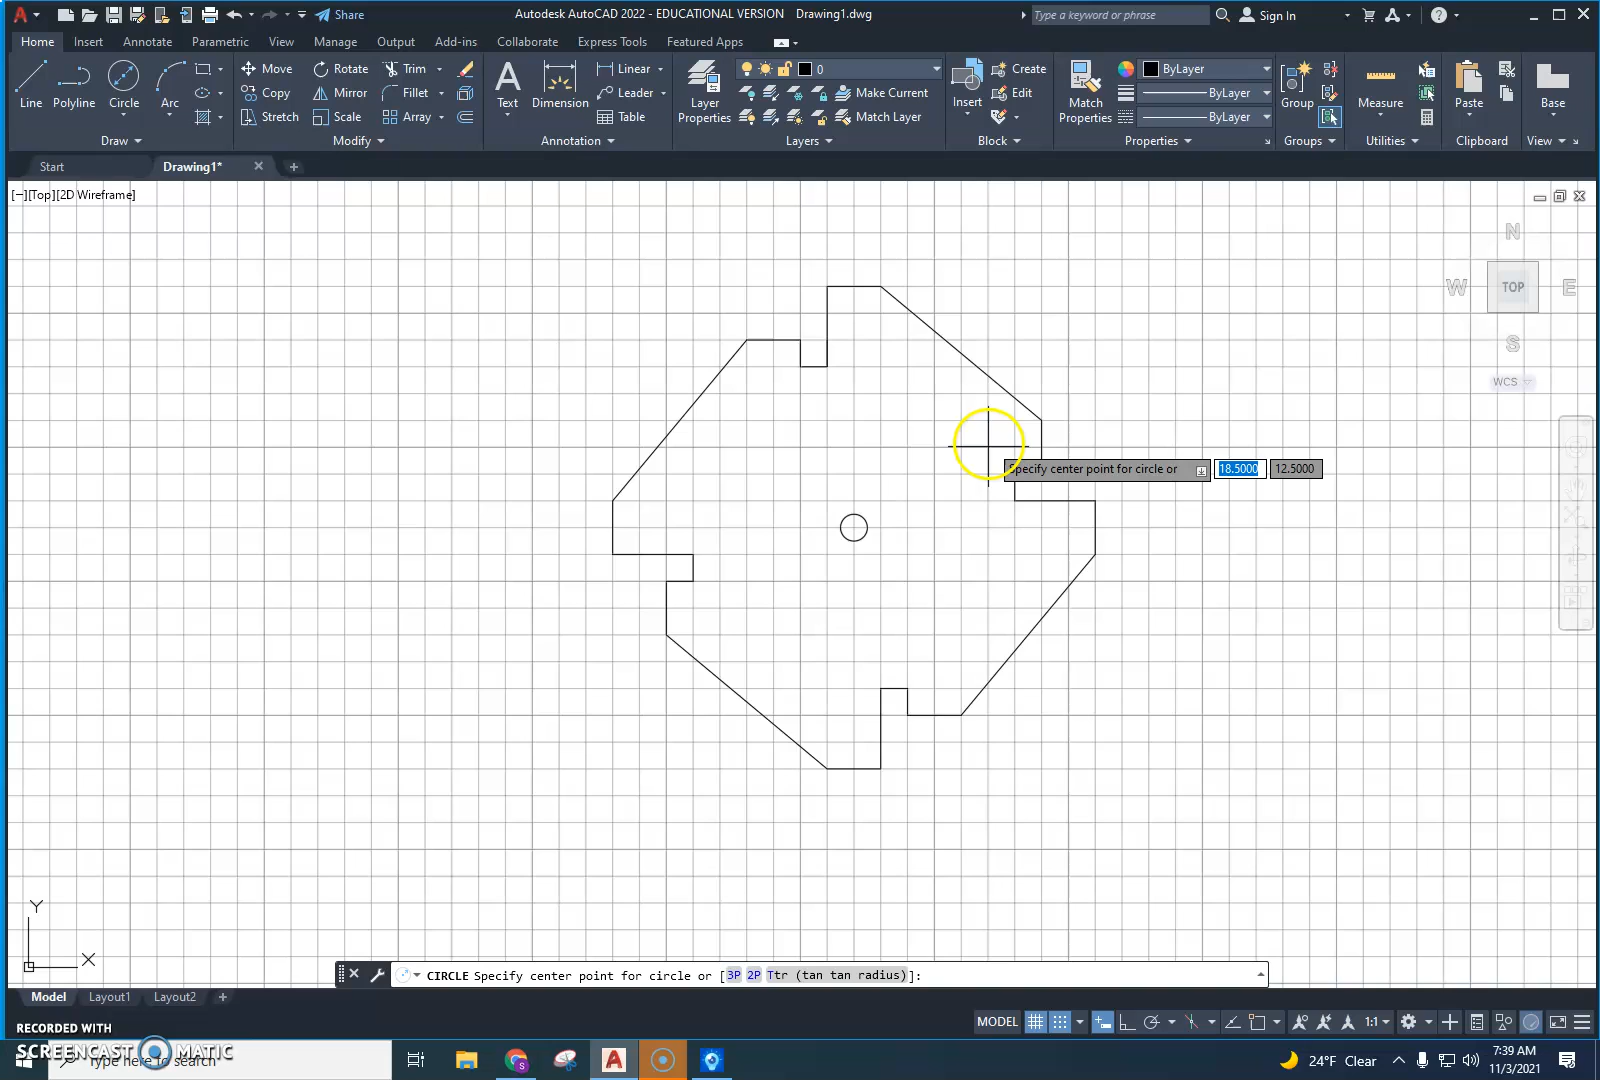 Share
Autodesk AutoCAD 2022 - EDUCATIONAL VERSION Drawing1.dwg
Type a keyword or phrase
Sign In
Home Insert Annotate Parametric View Manage Output Add-ins Collaborate Express Tools Featured Apps
Line Polyline Circle Arc
Move Rotate Trim
Copy Mirror Fillet
Stretch Scale Array
Text Dimension
Linear
Leader
Table
Layer Properties
0
Make Current
Match Layer
Insert
Create
Edit
Match Properties
ByLayer
ByLayer
ByLayer
Group Measure Paste Base
Draw Modify Annotation Layers Block Properties Groups Utilities Clipboard View
Start Drawing1*
[−][Top][2D Wireframe]
N
W TOP E
S
WCS
Specify center point for circle or 18.5000 12.5000
Y
X
CIRCLE Specify center point for circle or [3P 2P Ttr (tan tan radius)]:
Model Layout1 Layout2
MODEL 1:1
RECORDED WITH
SCREENCAST MATIC
Type here to search
24°F Clear
7:39 AM
11/3/2021